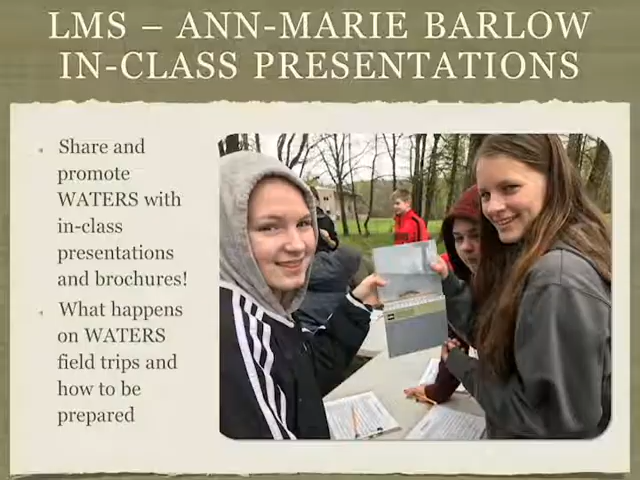 LMS – ANN-MARIE BARLOW
IN-CLASS PRESENTATIONS
Share and
promote
WATERS with
in-class
presentations
and brochures!
What happens
on WATERS
field trips and
how to be
prepared